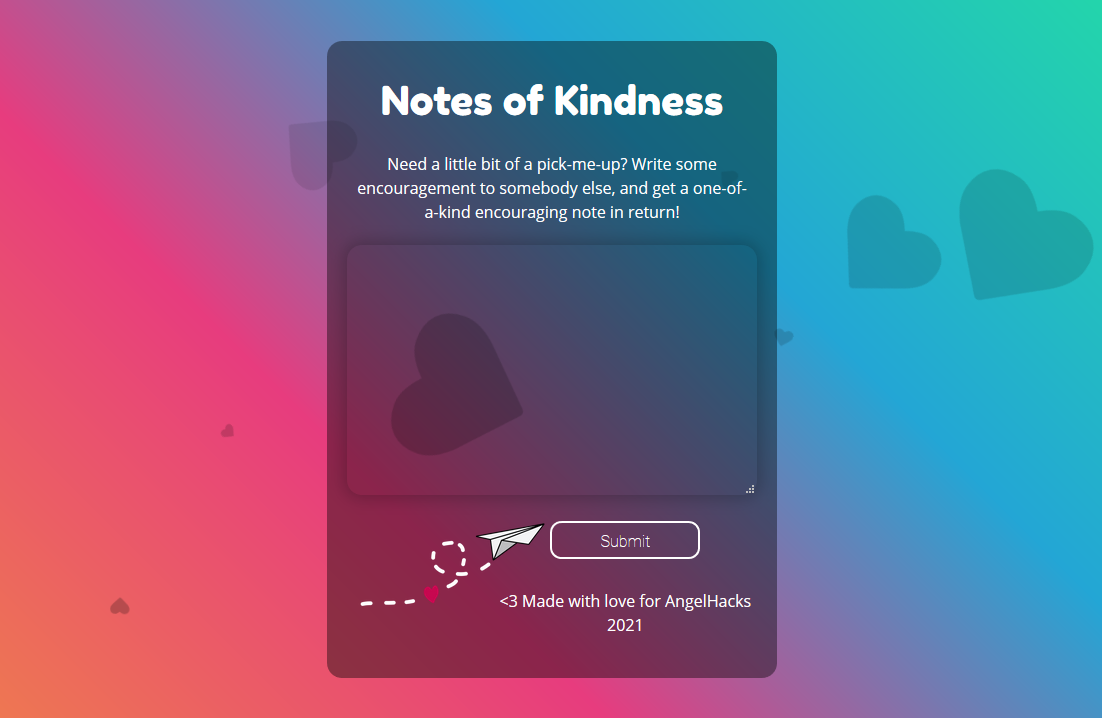 Notes of Kindness
Need a little bit of a pick-me-up? Write some
encouragement to somebody else, and get a one-of-
a-kind encouraging note in return!
Submit
<3 Made with love for AngelHacks
2021